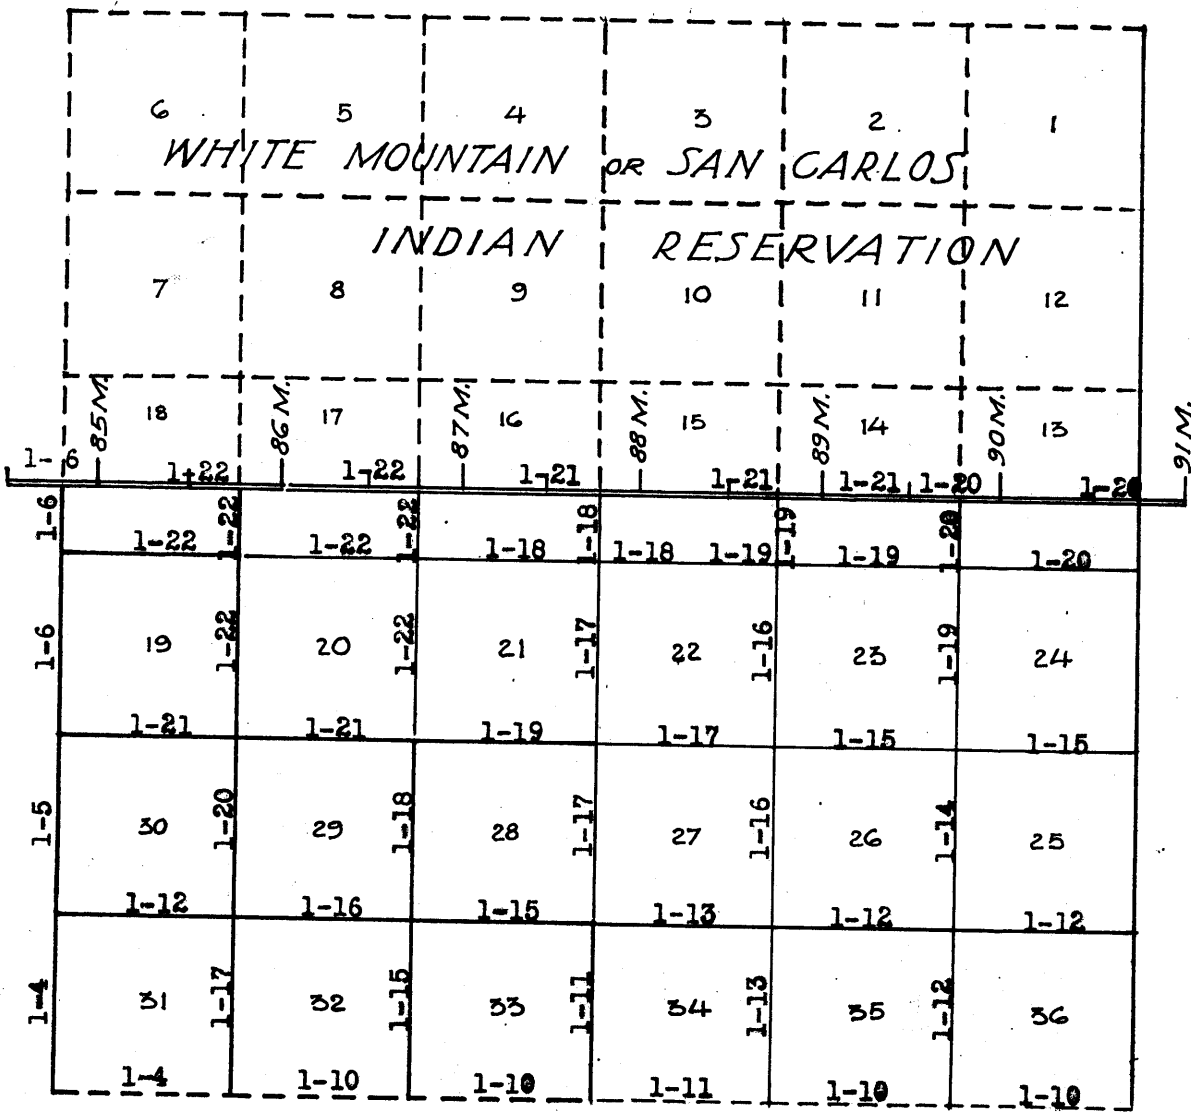 6 5 4 3 2 1
WHITE MOUNTAIN OR SAN CARLOS
INDIAN RESERVATION
7 8 9 10 11 12
85 M. 86 M. 87 M. 88 M. 89 M. 90 M. 91 M.
18 17 16 15 14 13
1-6 1-22 1-22 1-21 1-21 1-21 1-20 1-20
1-6 1-22 1-22 1-18 1-19 1-20
1-22 1-22 1-18 1-18 1-19 1-19 1-20
1-6 1-22 1-22 1-17 1-16 1-19
19 20 21 22 23 24
1-21 1-21 1-19 1-17 1-15 1-15
1-5 1-20 1-18 1-17 1-16 1-14
30 29 28 27 26 25
1-12 1-16 1-15 1-13 1-12 1-12
1-4 1-17 1-15 1-11 1-13 1-12
31 32 33 34 35 36
1-4 1-10 1-10 1-11 1-10 1-10